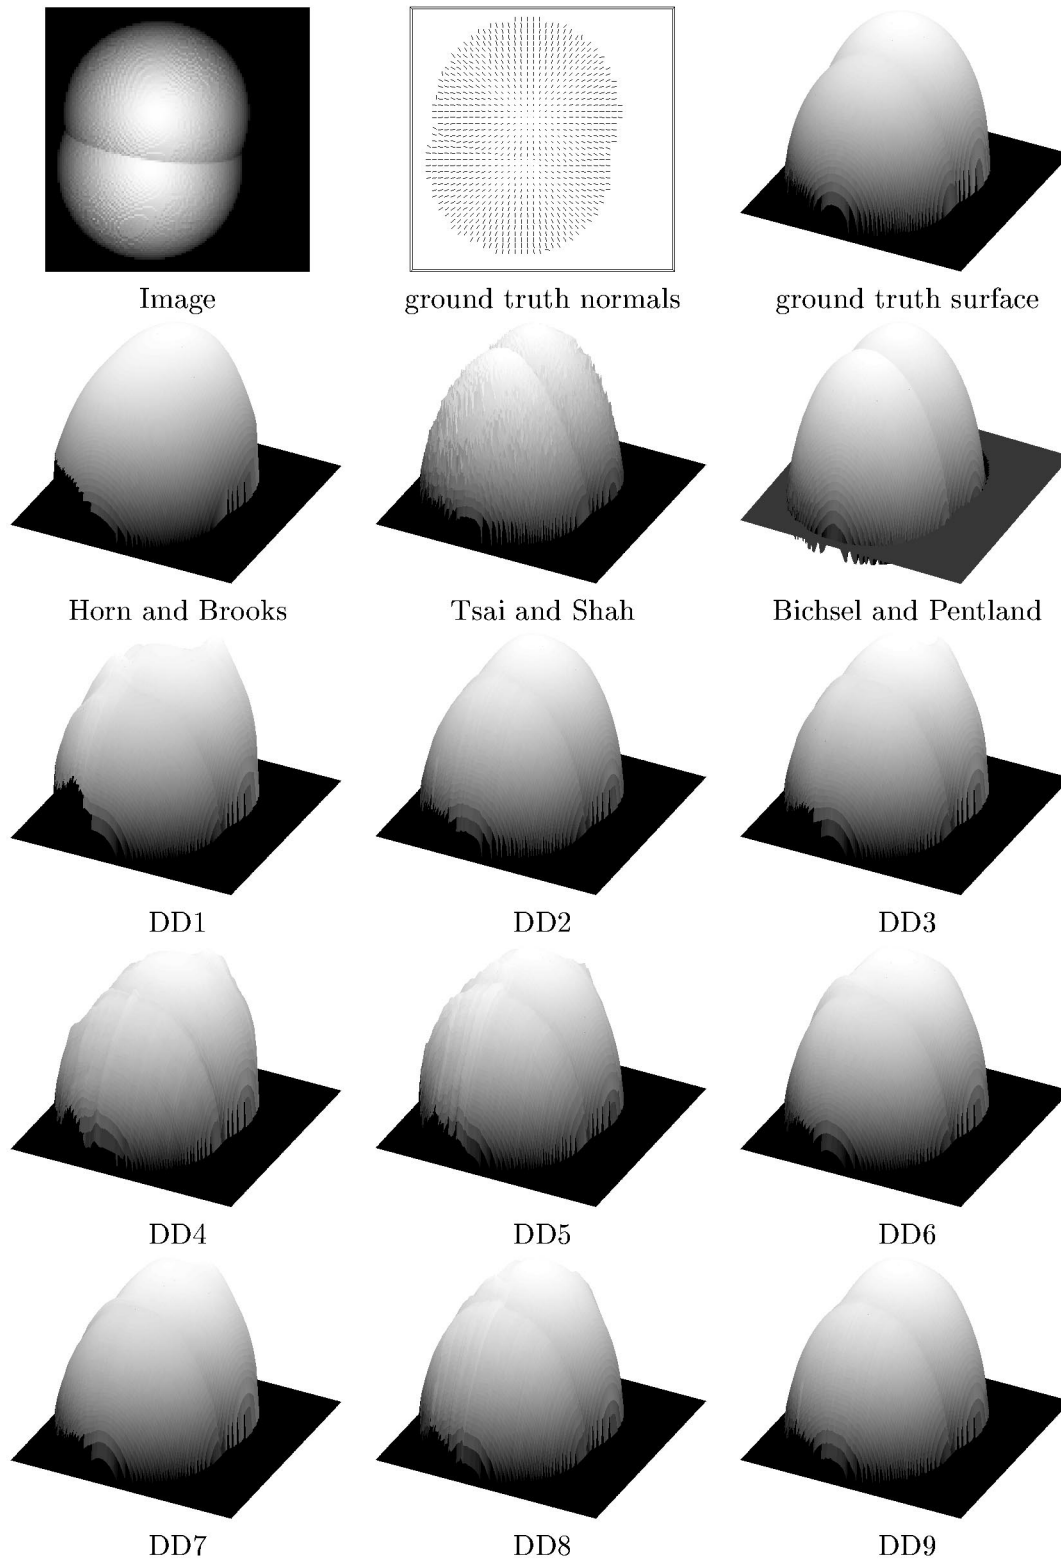 Image
ground truth normals
ground truth surface
Horn and Brooks
Tsai and Shah
Bichsel and Pentland
DD1
DD2
DD3
DD4
DD5
DD6
DD7
DD8
DD9